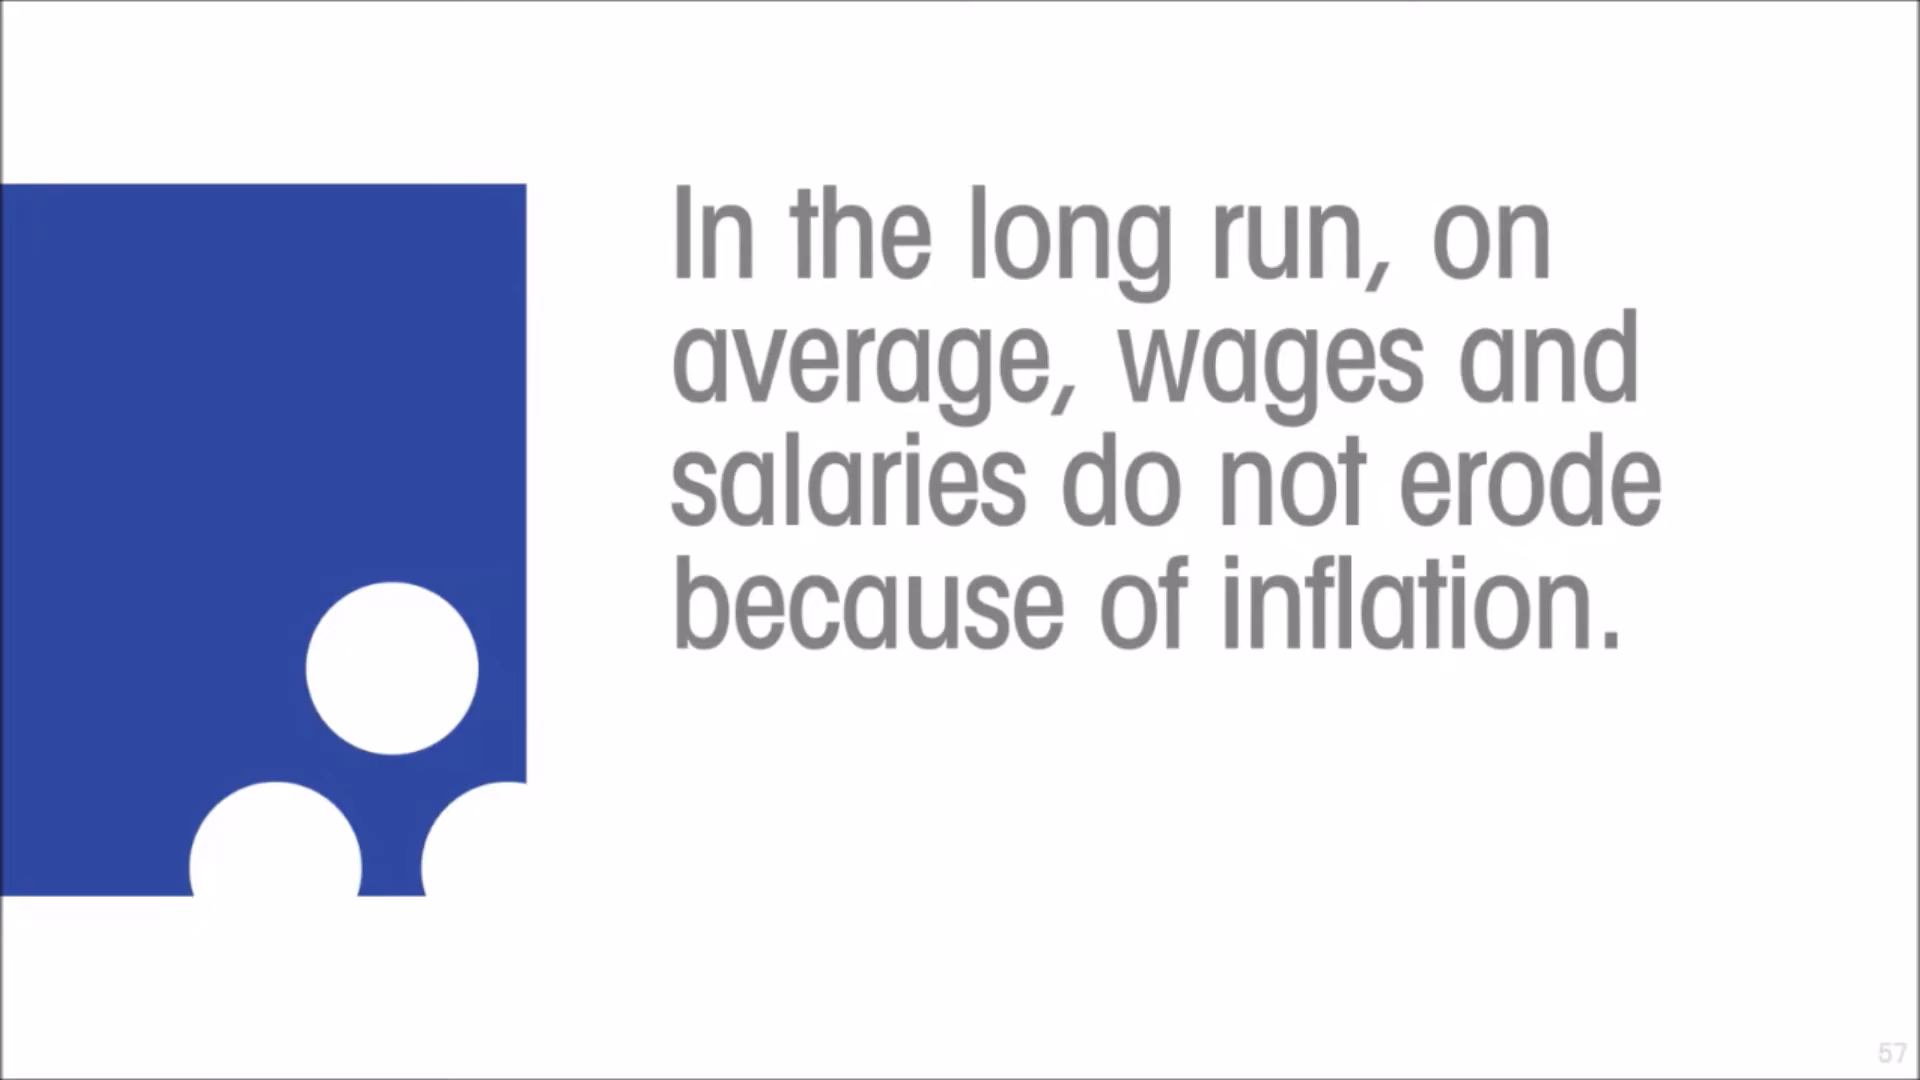 In the long run, on
average, wages and
salaries do not erode
because of inflation.
57